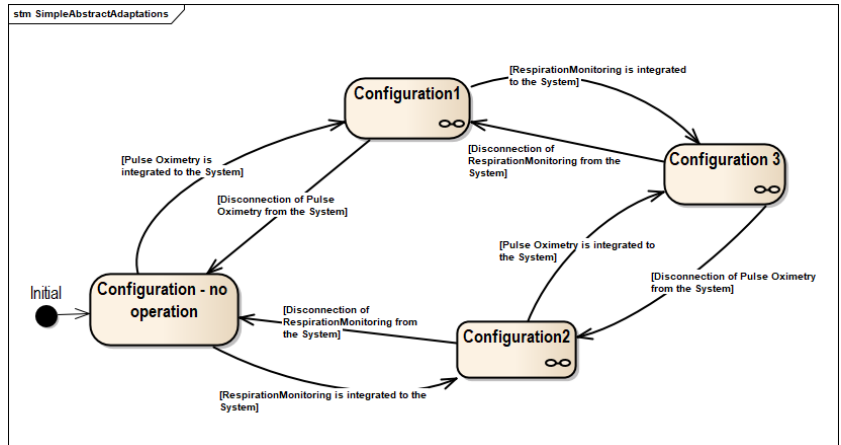 stm SimpleAbstractAdaptations
[RespirationMonitoring is integrated
to the System]
Configuration1
[Pulse Oximetry is
integrated to the System]
[Disconnection of
RespirationMonitoring from the
System]
Configuration 3
[Disconnection of Pulse
Oximetry from the System]
[Pulse Oximetry is integrated to
the System]
[Disconnection of Pulse Oximetry
from the System]
Initial
Configuration - no
operation
[Disconnection of
RespirationMonitoring from
the System]
Configuration2
[RespirationMonitoring is integrated to the
System]